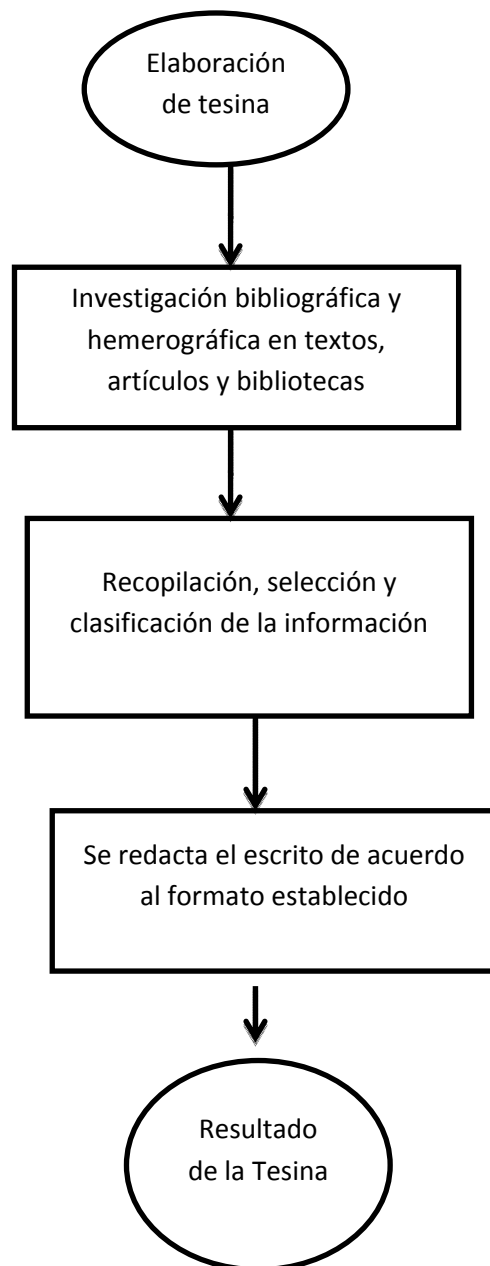 Elaboración
de tesina
Investigación bibliográfica y
hemerográfica en textos,
artículos y bibliotecas
Recopilación, selección y
clasificación de la información
Se redacta el escrito de acuerdo
al formato establecido
Resultado
de la Tesina